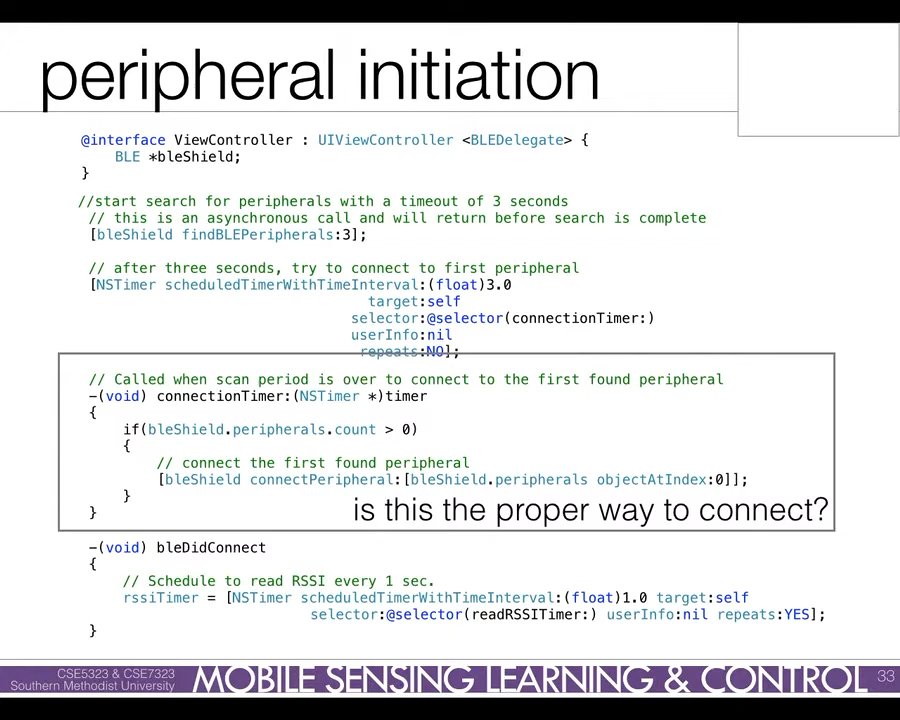 peripheral initiation
@interface ViewController : UIViewController <BLEDelegate> {
BLE *bleShield;
}
//start search for peripherals with a timeout of 3 seconds
// this is an asynchronous call and will return before search is complete
[bleShield findBLEPeripherals:3];
// after three seconds, try to connect to first peripheral
[NSTimer scheduledTimerWithTimeInterval:(float)3.0
target:self
selector:@selector(connectionTimer:)
userInfo:nil
repeats:NO];
// Called when scan period is over to connect to the first found peripheral
-(void) connectionTimer:(NSTimer *)timer
{
if(bleShield.peripherals.count > 0)
{
// connect the first found peripheral
[bleShield connectPeripheral:[bleShield.peripherals objectAtIndex:0]];
}
}
is this the proper way to connect?
-(void) bleDidConnect
{
// Schedule to read RSSI every 1 sec.
rssiTimer = [NSTimer scheduledTimerWithTimeInterval:(float)1.0 target:self
selector:@selector(readRSSITimer:) userInfo:nil repeats:YES];
}
CSE5323 & CSE7323
Southern Methodist University
MOBILE SENSING LEARNING & CONTROL
33